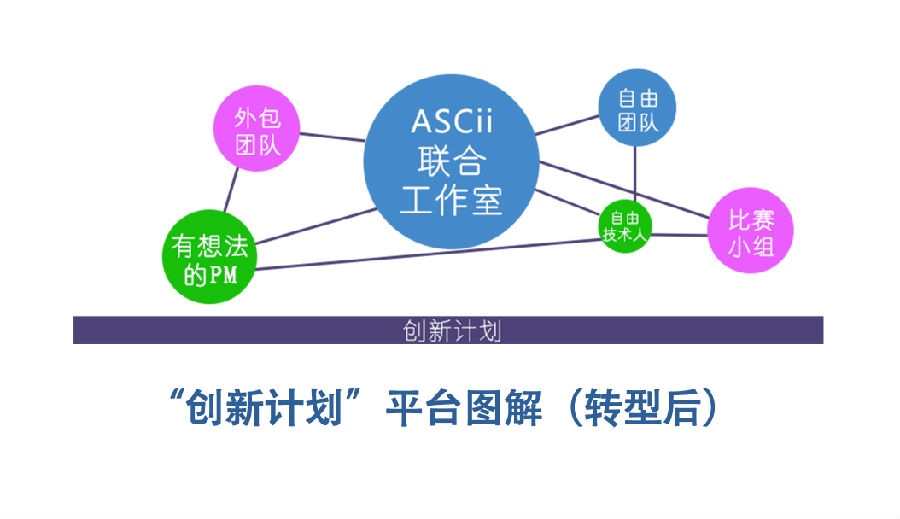 ASCii
联合
工作室
外包
团队
自由
团队
有想法
的PM
自由
技术人
比赛
小组
创新计划
“创新计划”平台图解（转型后）